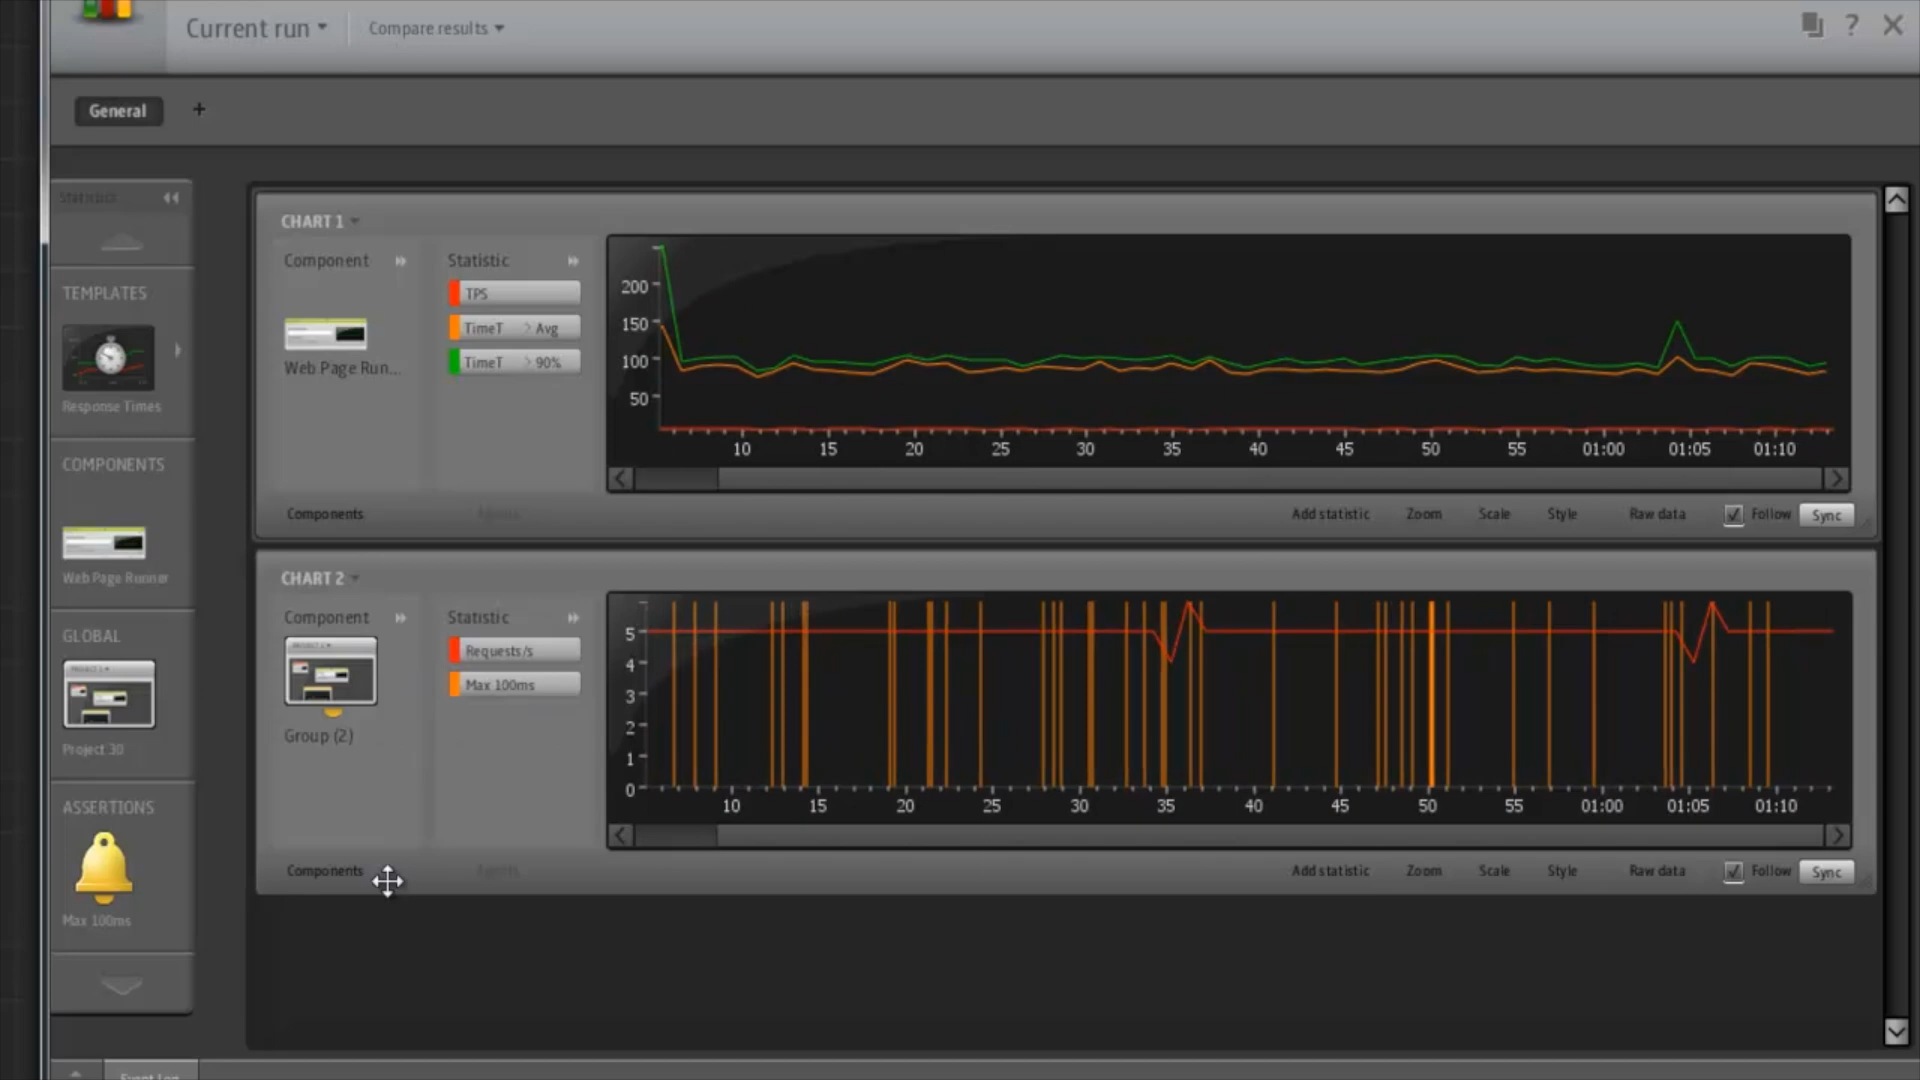 Current run
Compare results
?
General
+
Statistics
TEMPLATES
Response Times
COMPONENTS
Web Page Runner
GLOBAL
Project 30
ASSERTIONS
Max 100ms
CHART 1
Component
Web Page Run...
Statistic
TPS
TimeT > Avg
TimeT > 90%
200
150
100
50
10 15 20 25 30 35 40 45 50 55 01:00 01:05 01:10
Components
Add statistic Zoom Scale Style Raw data Follow Sync
CHART 2
Component
PROJECT 1
Group (2)
Statistic
Requests/s
Max 100ms
5
4
3
2
1
0
10 15 20 25 30 35 40 45 50 55 01:00 01:05 01:10
Components
Add statistic Zoom Scale Style Raw data Follow Sync
Event Log